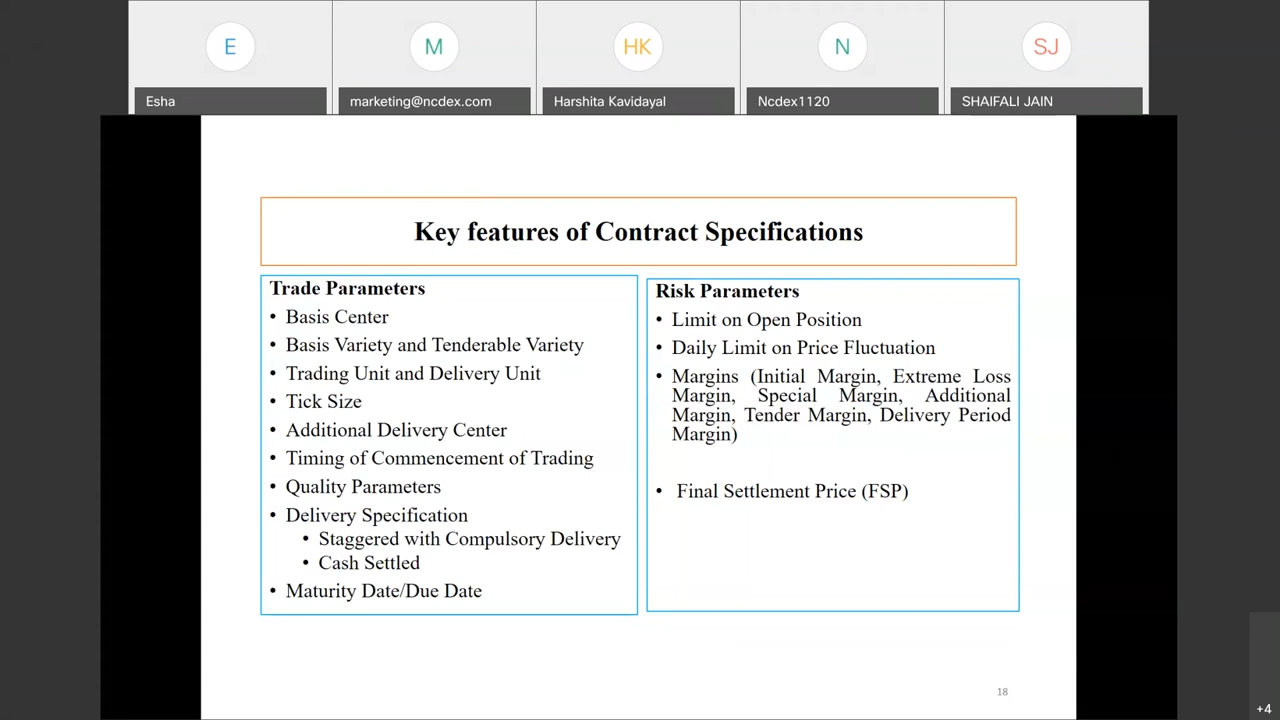 E
M
HK
N
SJ
Esha
marketing@ncdex.com
Harshita Kavidayal
Ncdex1120
SHAIFALI JAIN
Key features of Contract Specifications
Trade Parameters
• Basis Center
• Basis Variety and Tenderable Variety
• Trading Unit and Delivery Unit
• Tick Size
• Additional Delivery Center
• Timing of Commencement of Trading
• Quality Parameters
• Delivery Specification
• Staggered with Compulsory Delivery
• Cash Settled
• Maturity Date/Due Date
Risk Parameters
• Limit on Open Position
• Daily Limit on Price Fluctuation
• Margins (Initial Margin, Extreme Loss
Margin, Special Margin, Additional
Margin, Tender Margin, Delivery Period
Margin)
• Final Settlement Price (FSP)
18
+4